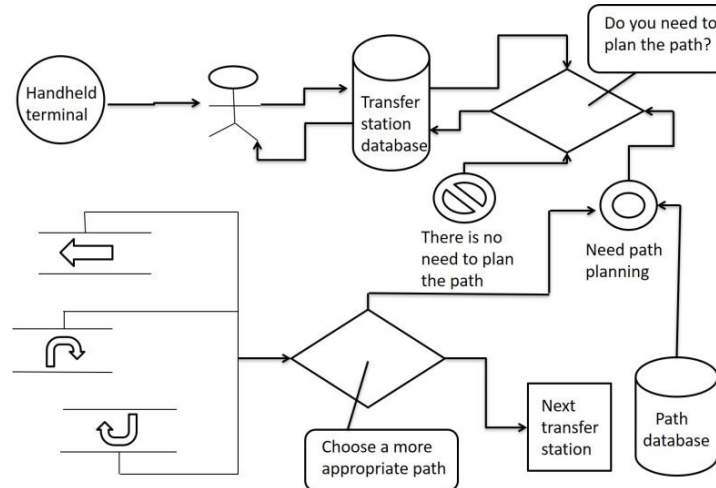 Do you need to
plan the path?
Handheld
terminal
Transfer
station
database
There is no
need to plan
the path
Need path
planning
Choose a more
appropriate path
Next
transfer
station
Path
database